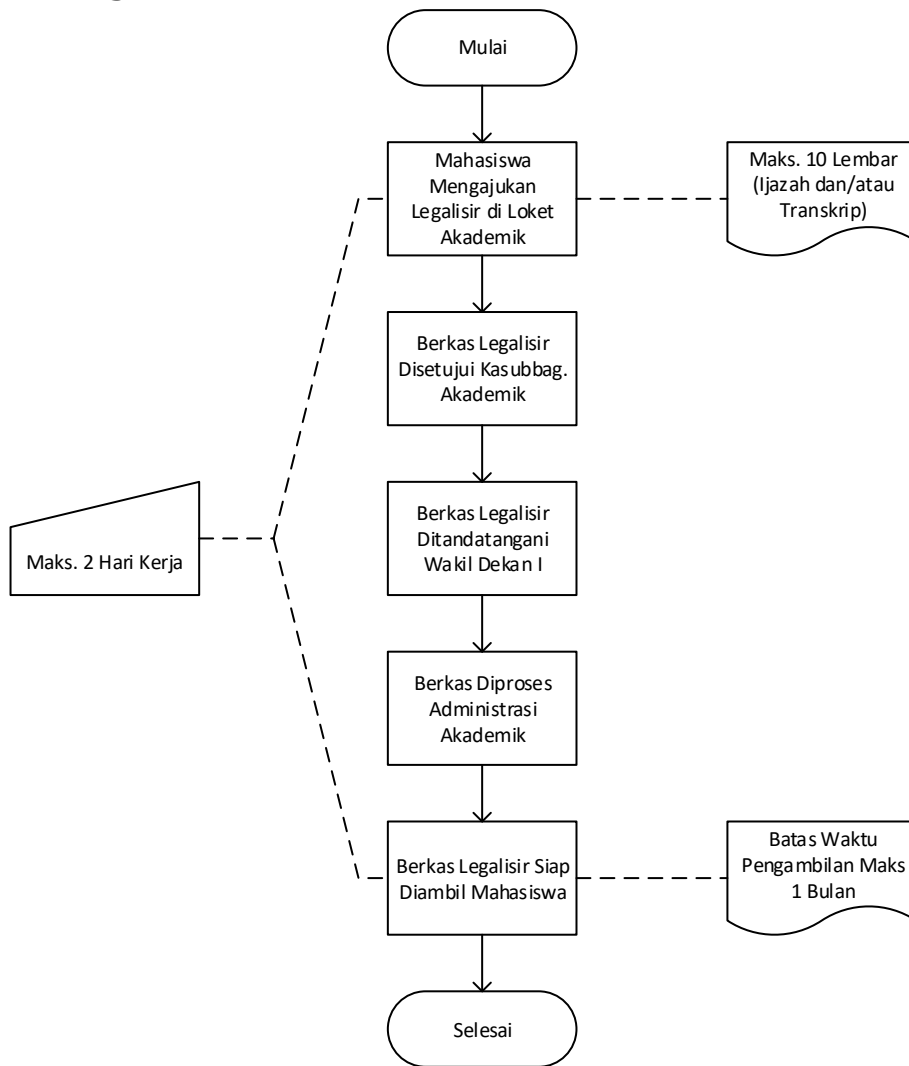 Mulai
Mahasiswa
Mengajukan
Legalisir di Loket
Akademik
Maks. 10 Lembar
(Ijazah dan/atau
Transkrip)
Berkas Legalisir
Disetujui Kasubbag.
Akademik
Maks. 2 Hari Kerja
Berkas Legalisir
Ditandatangani
Wakil Dekan I
Berkas Diproses
Administrasi
Akademik
Berkas Legalisir Siap
Diambil Mahasiswa
Batas Waktu
Pengambilan Maks
1 Bulan
Selesai